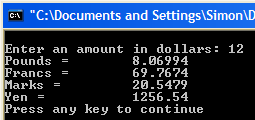 "C:\Documents and Settings\Simon\D
Enter an amount in dollars: 12
Pounds = 8.06994
Francs = 69.7674
Marks = 20.5479
Yen = 1256.54
Press any key to continue